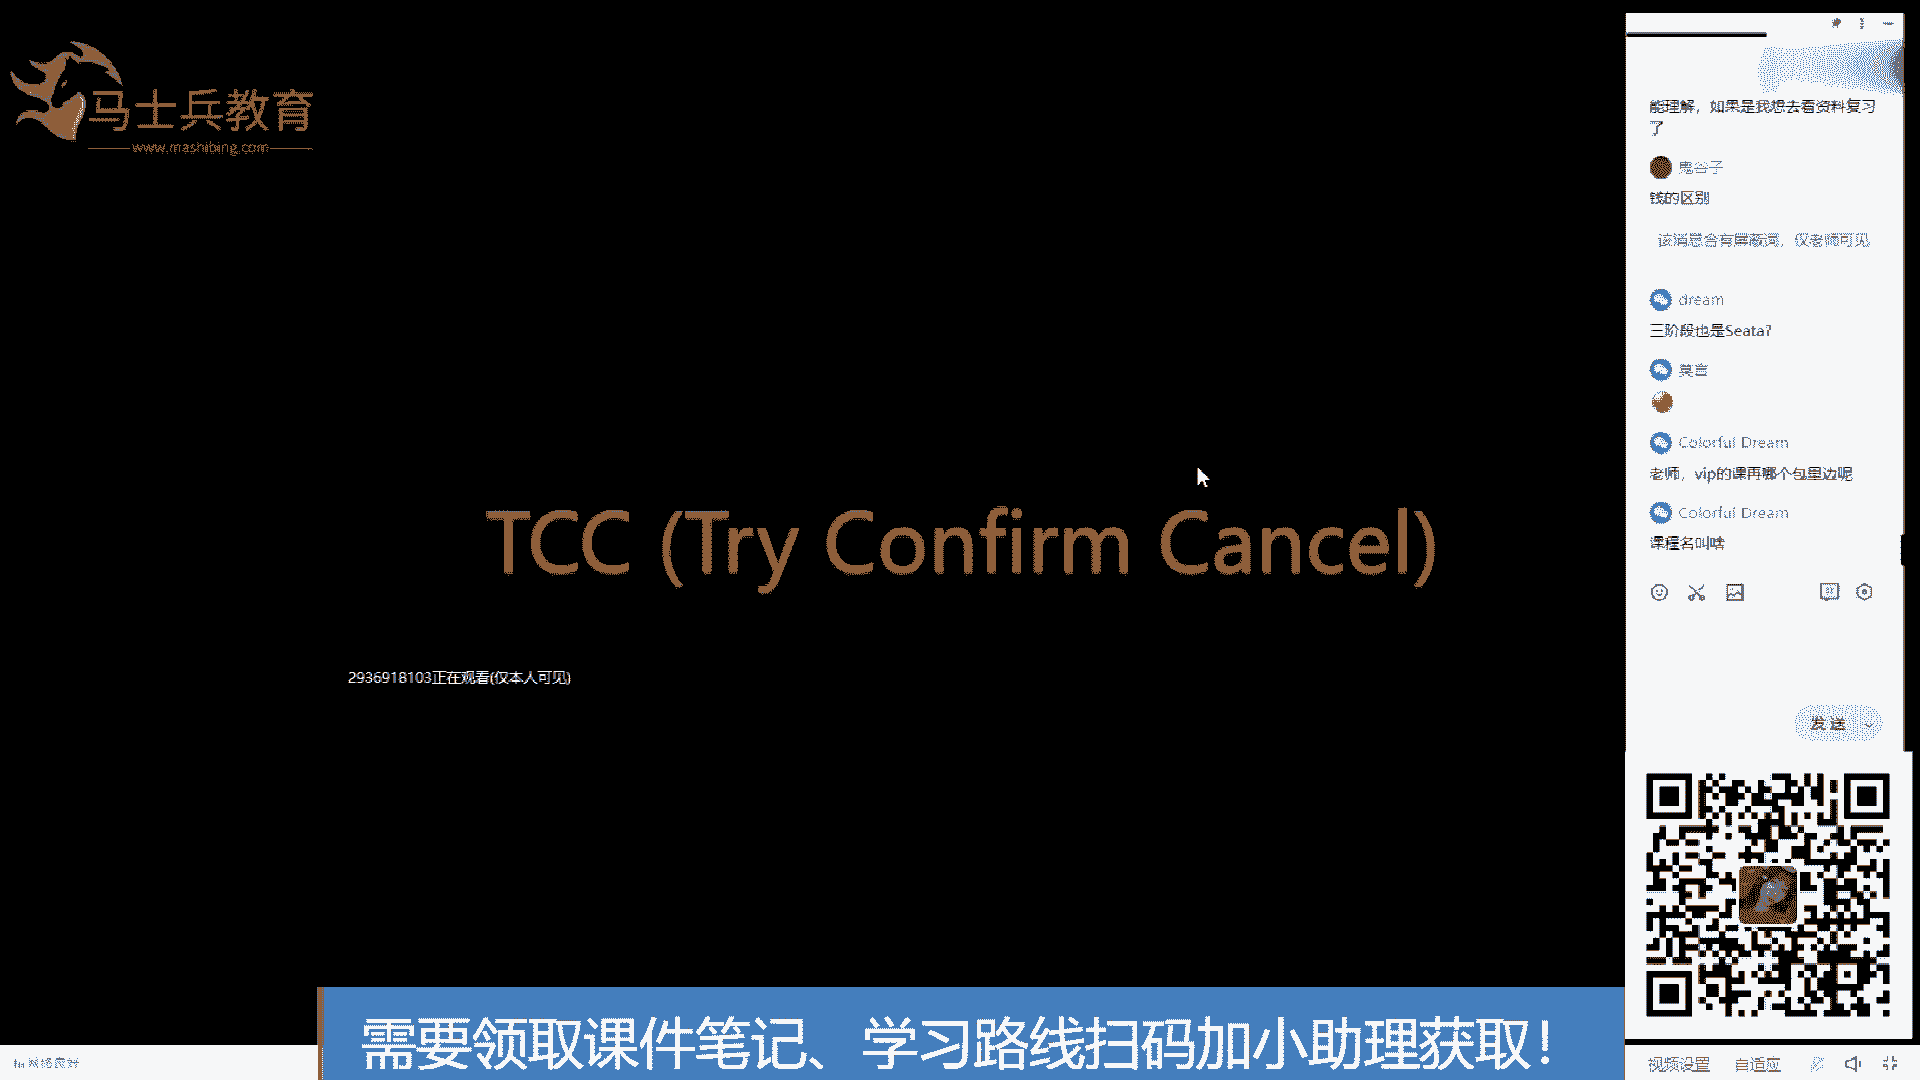 马士兵教育
www.mashibing.com
TCC (Try Confirm Cancel)
2936918103正在观看(仅本人可见)
需要领取课件笔记、学习路线扫码加小助理获取！
网络良好
能理解，如果是我想去看资料复习
了
鬼谷子
钱的区别
该消息含有屏蔽词，仅老师可见
dream
三阶段也是Seata?
莫言
Colorful Dream
老师，vip的课再哪个包里边呢
Colorful Dream
课程名叫啥
发送
视频设置
自适应